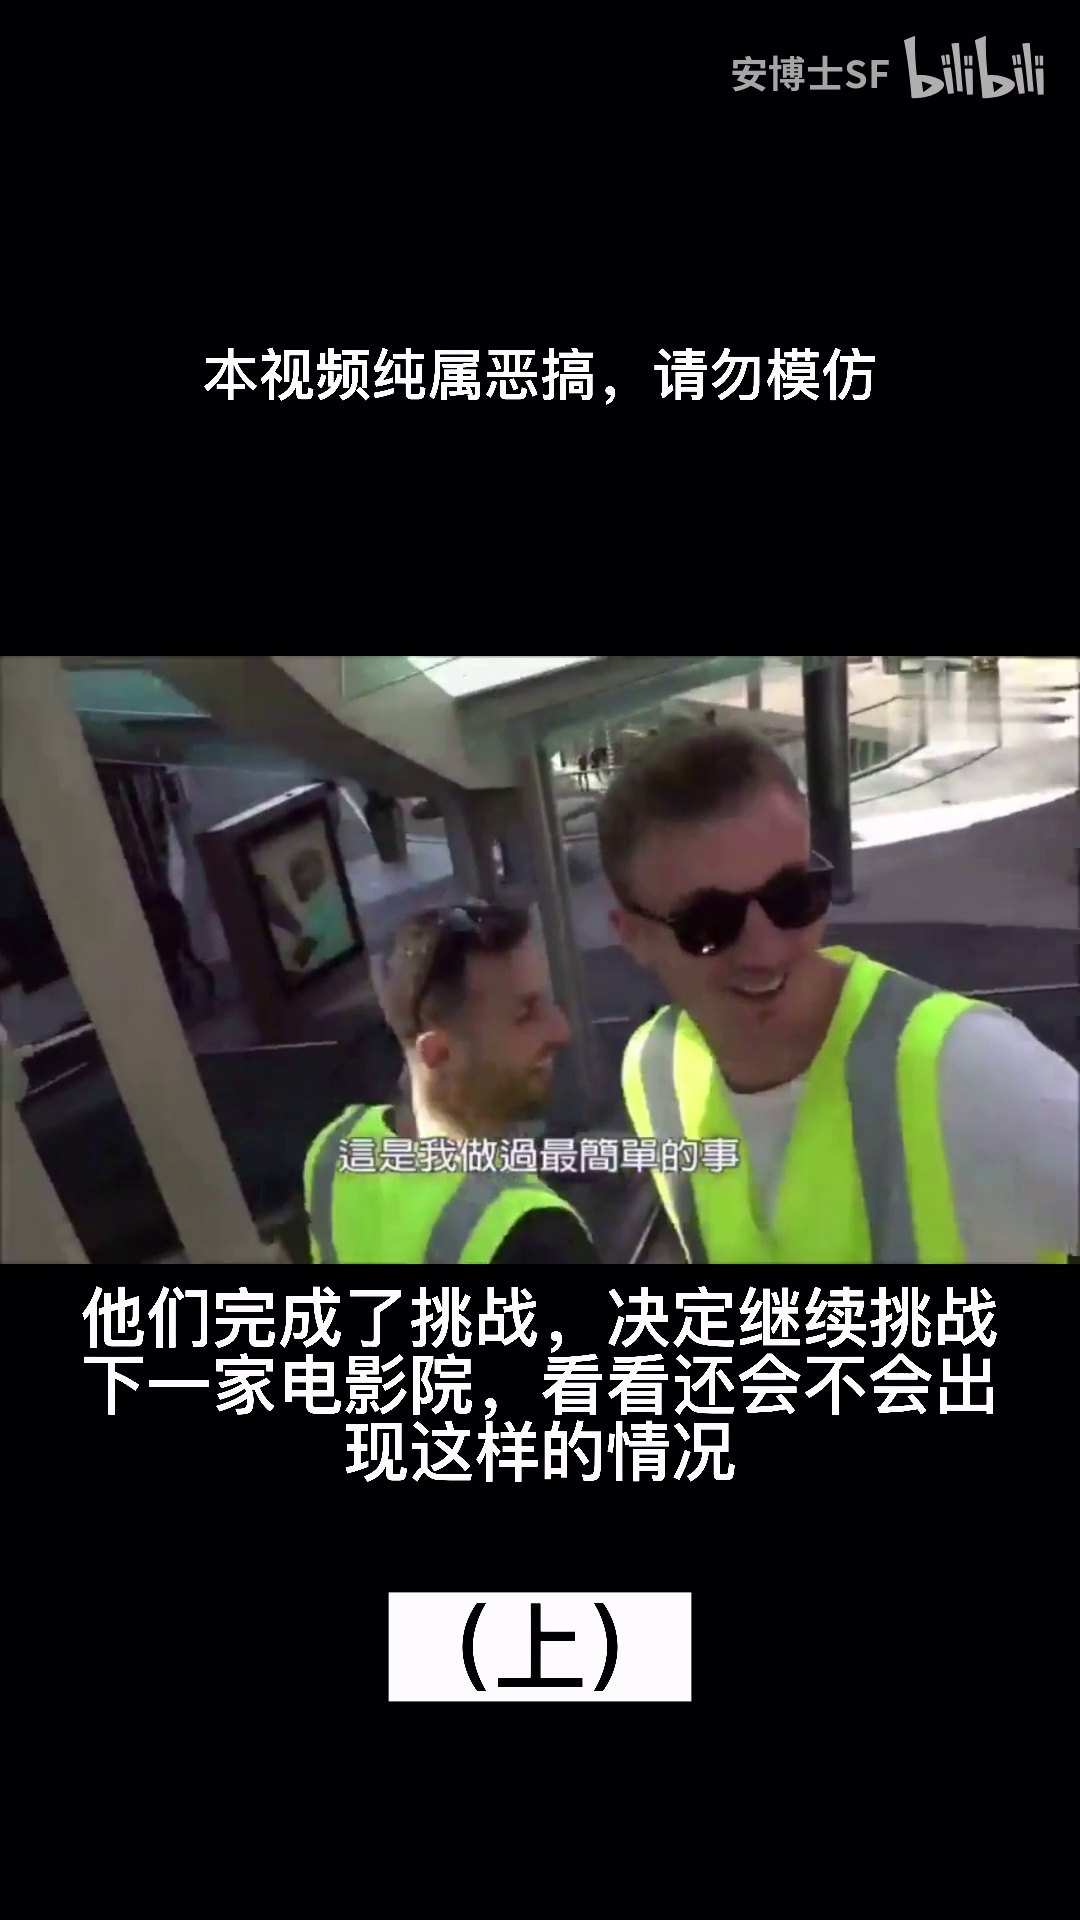 安博士SF bilibili
本视频纯属恶搞，请勿模仿
這是我做過最簡單的事
他们完成了挑战，决定继续挑战
下一家电影院，看看还会不会出
现这样的情况
（上）